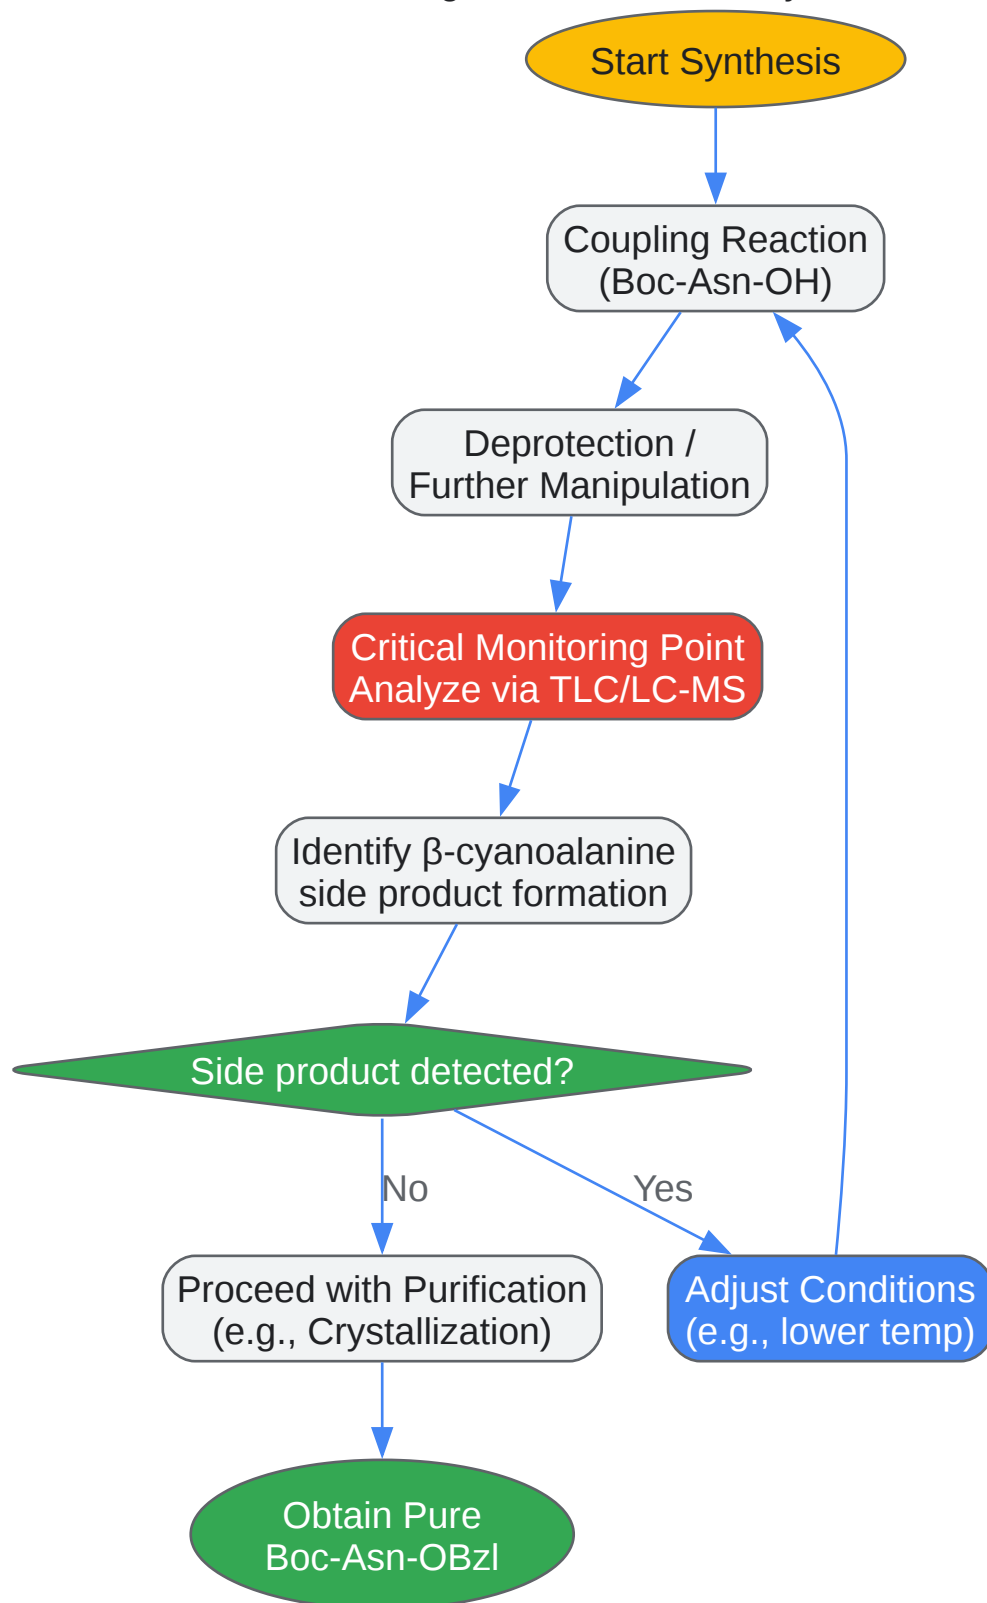 Start Synthesis
Coupling Reaction
(Boc-Asn-OH)
Deprotection /
Further Manipulation
Critical Monitoring Point
Analyze via TLC/LC-MS
Identify β-cyanoalanine
side product formation
Side product detected?
No
Yes
Proceed with Purification
(e.g., Crystallization)
Adjust Conditions
(e.g., lower temp)
Obtain Pure
Boc-Asn-OBzl